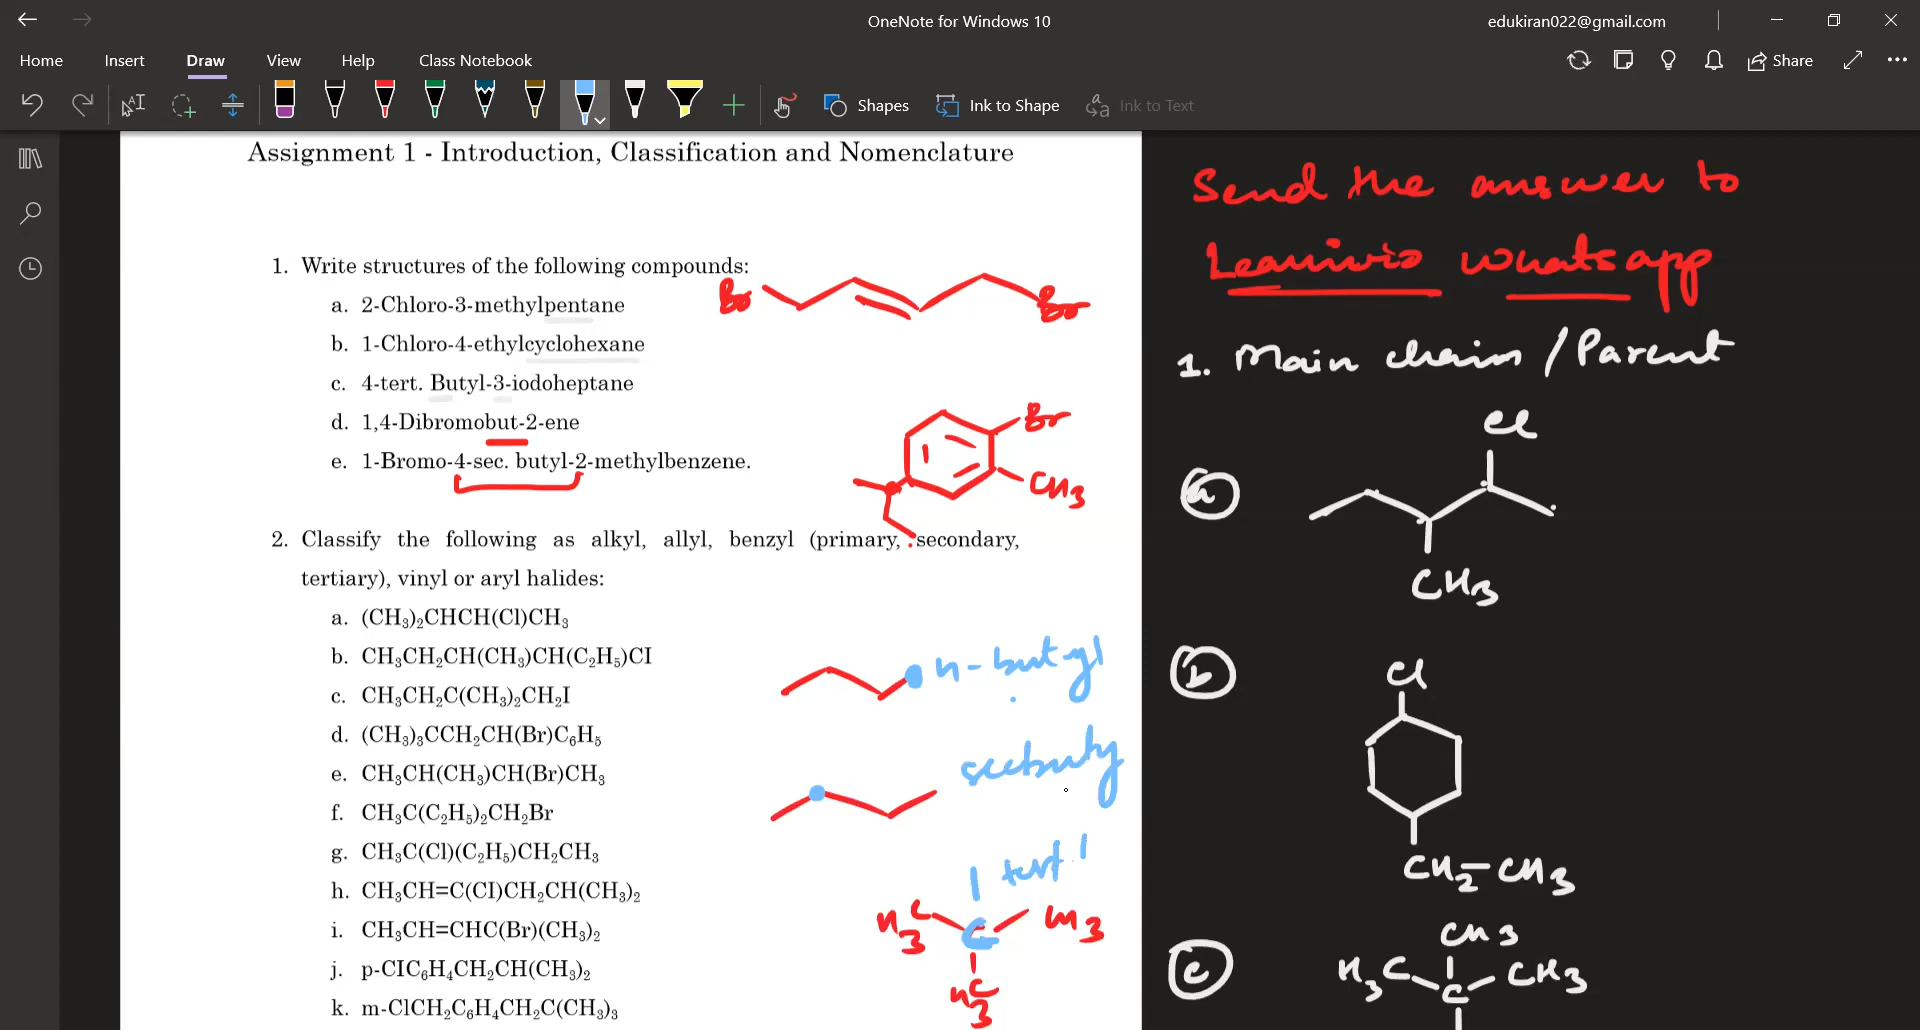 OneNote for Windows 10
edukiran022@gmail.com
Home Insert Draw View Help Class Notebook
Share
Shapes Ink to Shape Ink to Text
Assignment 1 - Introduction, Classification and Nomenclature
1. Write structures of the following compounds:
a. 2-Chloro-3-methylpentane
b. 1-Chloro-4-ethylcyclohexane
c. 4-tert. Butyl-3-iodoheptane
d. 1,4-Dibromobut-2-ene
e. 1-Bromo-4-sec. butyl-2-methylbenzene.
Br Br
Br
CH3
2. Classify the following as alkyl, allyl, benzyl (primary, secondary,
tertiary), vinyl or aryl halides:
a. (CH₃)₂CHCH(Cl)CH₃
b. CH₃CH₂CH(CH₃)CH(C₂H₅)CI
c. CH₃CH₂C(CH₃)₂CH₂I
d. (CH₃)₃CCH₂CH(Br)C₆H₅
e. CH₃CH(CH₃)CH(Br)CH₃
f. CH₃C(C₂H₅)₂CH₂Br
g. CH₃C(Cl)(C₂H₅)CH₂CH₃
h. CH₃CH=C(CI)CH₂CH(CH₃)₂
i. CH₃CH=CHC(Br)(CH₃)₂
j. p-CIC₆H₄CH₂CH(CH₃)₂
k. m-ClCH₂C₆H₄CH₂C(CH₃)₃
n-butyl
secbuty
tert
H3C C
H3C
Send the answer to
whatsapp
1. Main chain / Parent
a
Cl
CH3
b
Cl
CH2-CH3
c
CH3
H3C CH3
C